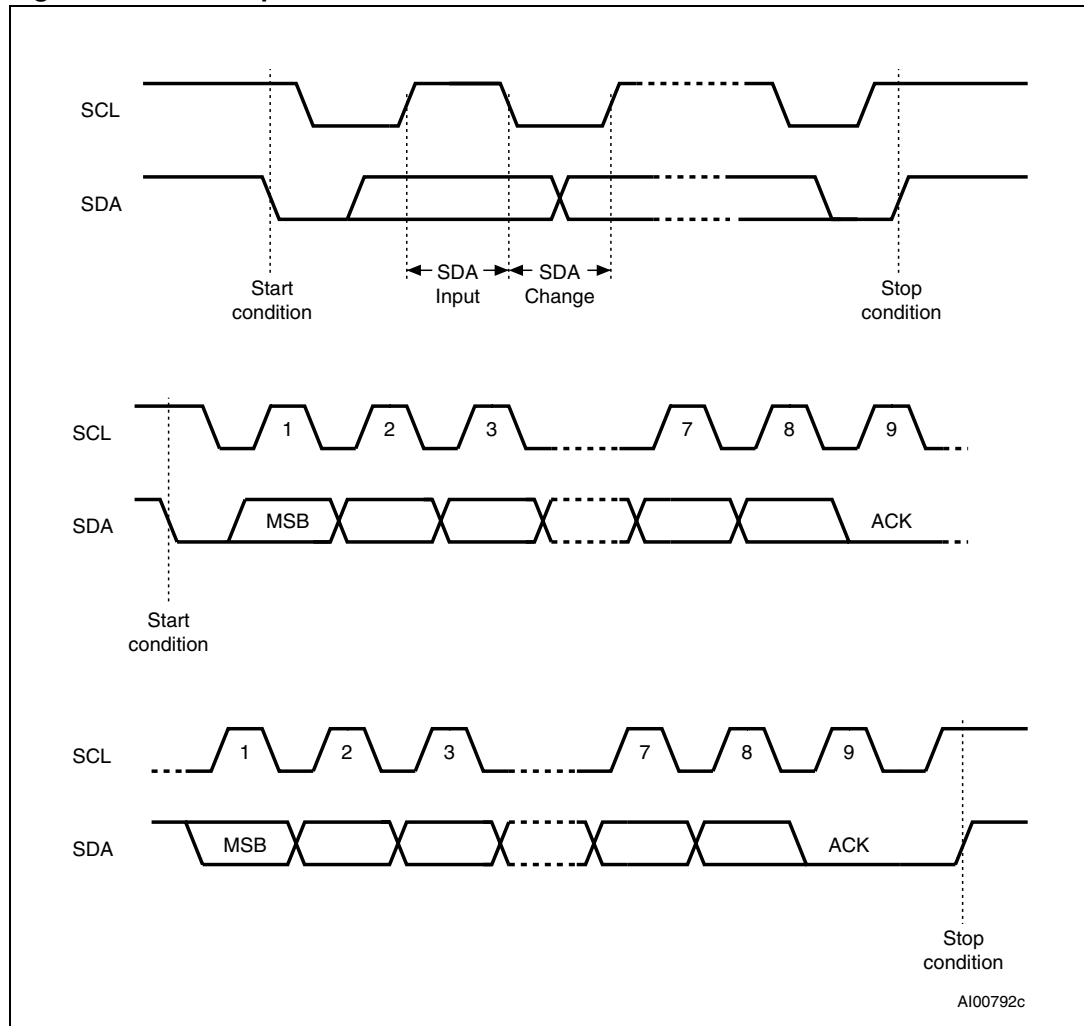 SCL
SDA
SDA
Input
SDA
Change
Start
condition
Stop
condition
SCL
1
2
3
7
8
9
SDA
MSB
ACK
Start
condition
SCL
1
2
3
7
8
9
SDA
MSB
ACK
Stop
condition
AI00792c